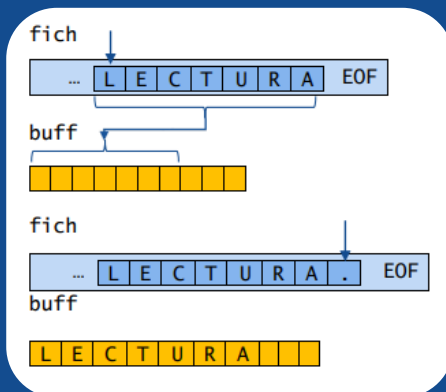 fich
... L E C T U R A EOF
buff
fich
... L E C T U R A . EOF
buff
L E C T U R A